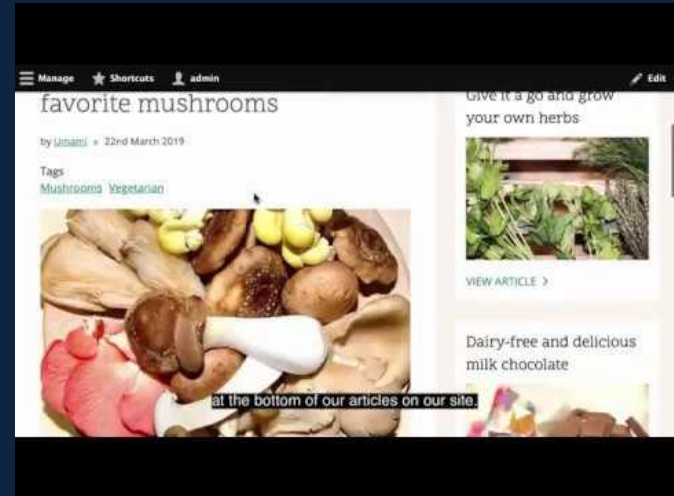 Manage Shortcuts admin Edit
favorite mushrooms
by Umami 22nd March 2019
Tags
Mushrooms Vegetarian
Give it a go and grow
your own herbs
VIEW ARTICLE >
Dairy-free and delicious
milk chocolate
at the bottom of our articles on our site.